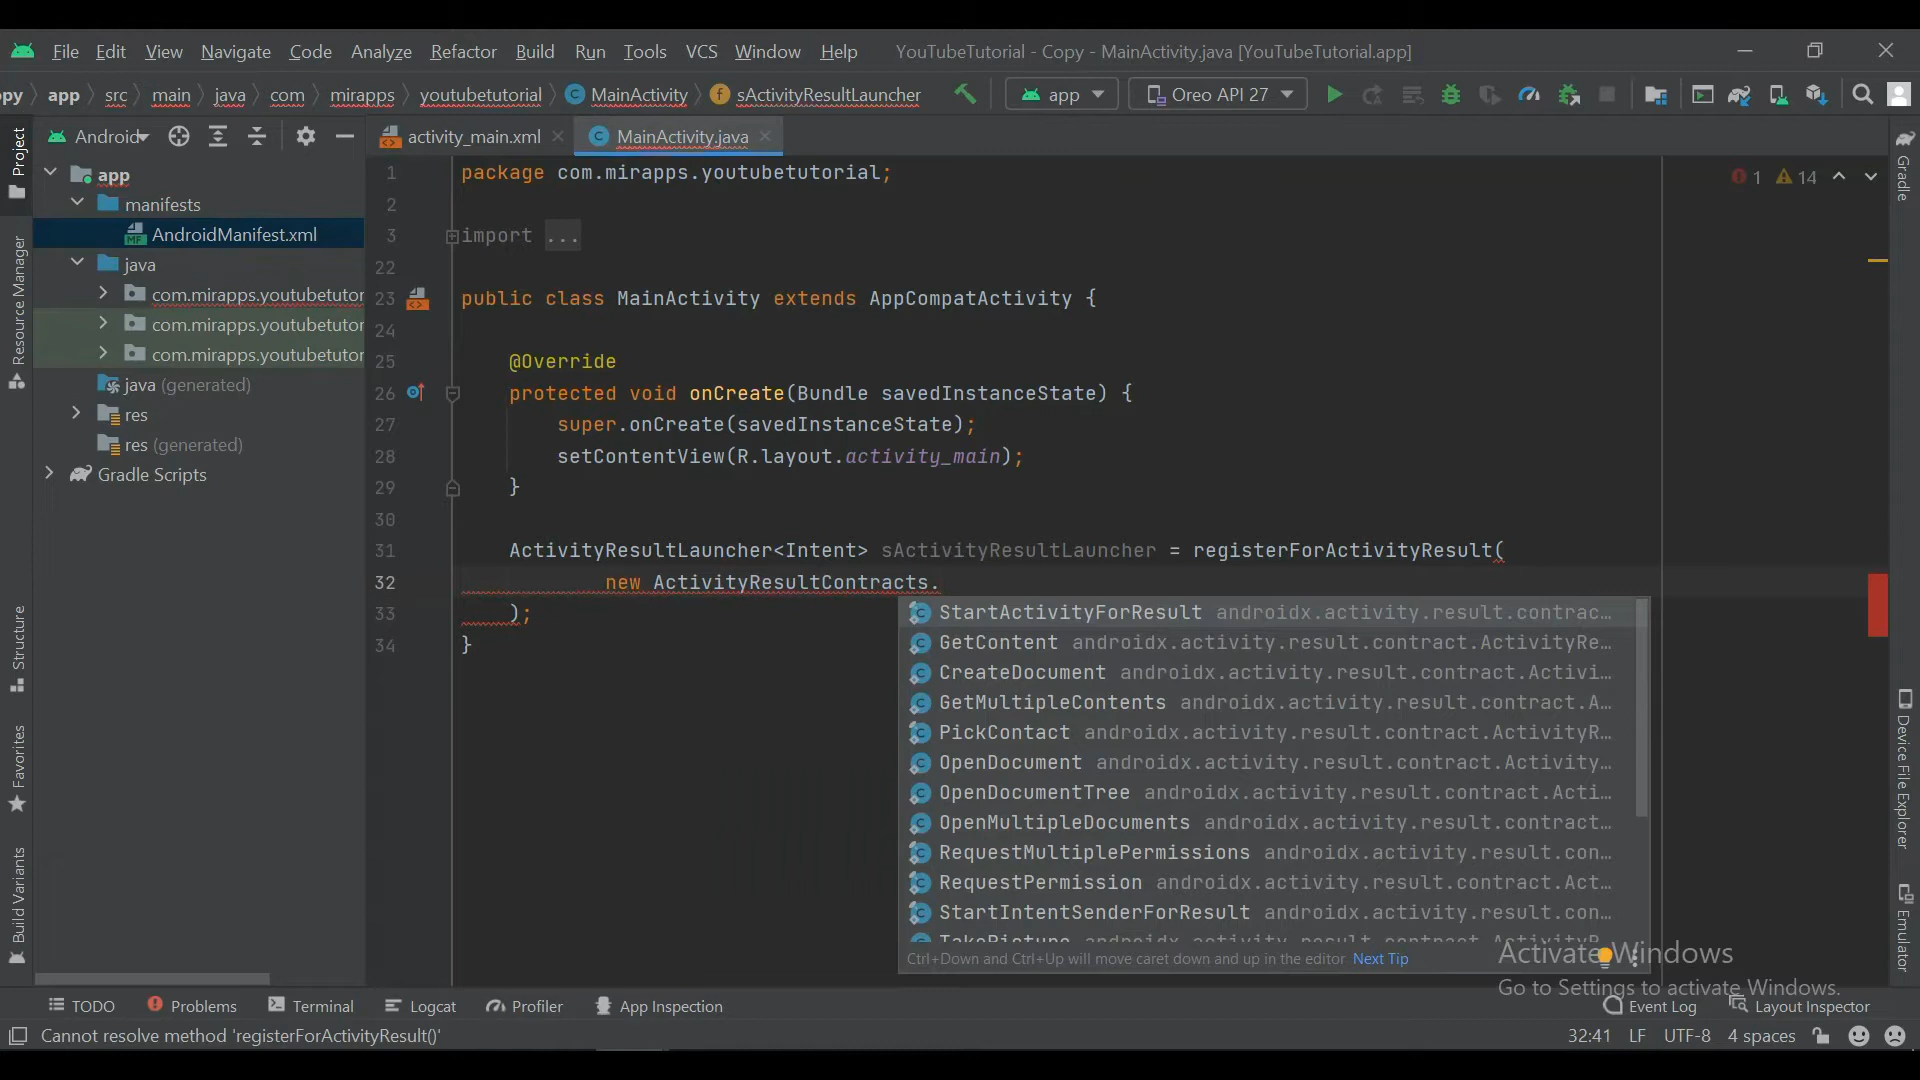 File Edit View Navigate Code Analyze Refactor Build Run Tools VCS Window Help YouTubeTutorial - Copy - MainActivity.java [YouTubeTutorial.app]
opy app src main java com mirapps youtubetutorial MainActivity sActivityResultLauncher app Oreo API 27
Android activity_main.xml MainActivity.java
Project
Resource Manager
Structure
Favorites
Build Variants
app
manifests
AndroidManifest.xml
java
com.mirapps.youtubetutor
com.mirapps.youtubetutor
com.mirapps.youtubetutor
java (generated)
res
res (generated)
Gradle Scripts
1 package com.mirapps.youtubetutorial;
1 14
2
3 import ...
22
23 public class MainActivity extends AppCompatActivity {
24
25 @Override
26 protected void onCreate(Bundle savedInstanceState) {
27 super.onCreate(savedInstanceState);
28 setContentView(R.layout.activity_main);
29 }
30
31 ActivityResultLauncher<Intent> sActivityResultLauncher = registerForActivityResult(
32 new ActivityResultContracts.
33 );
34 }
StartActivityForResult androidx.activity.result.contrac...
GetContent androidx.activity.result.contract.ActivityRe...
CreateDocument androidx.activity.result.contract.Activi...
GetMultipleContents androidx.activity.result.contract.A...
PickContact androidx.activity.result.contract.ActivityR...
OpenDocument androidx.activity.result.contract.Activity...
OpenDocumentTree androidx.activity.result.contract.Acti...
OpenMultipleDocuments androidx.activity.result.contract...
RequestMultiplePermissions androidx.activity.result.con...
RequestPermission androidx.activity.result.contract.Act...
StartIntentSenderForResult androidx.activity.result.con...
TakePicture androidx.activity.result.contract.ActivityR...
Ctrl+Down and Ctrl+Up will move caret down and up in the editor Next Tip
Gradle
Device File Explorer
Emulator
Activate Windows
Go to Settings to activate Windows.
TODO Problems Terminal Logcat Profiler App Inspection Event Log Layout Inspector
Cannot resolve method 'registerForActivityResult()' 32:41 LF UTF-8 4 spaces